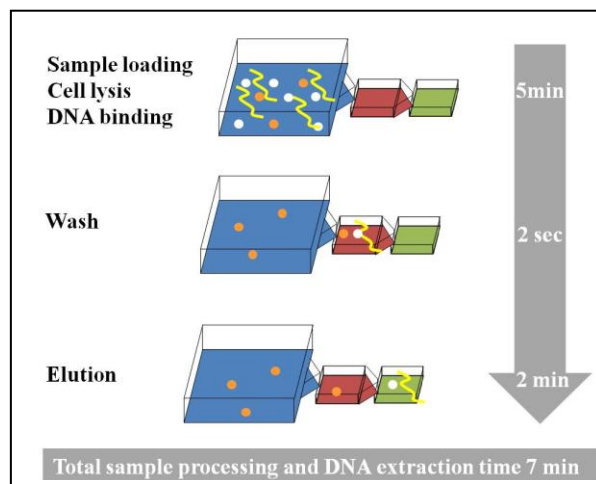 Sample loading
Cell lysis
DNA binding
5min
Wash
2 sec
Elution
2 min
Total sample processing and DNA extraction time 7 min